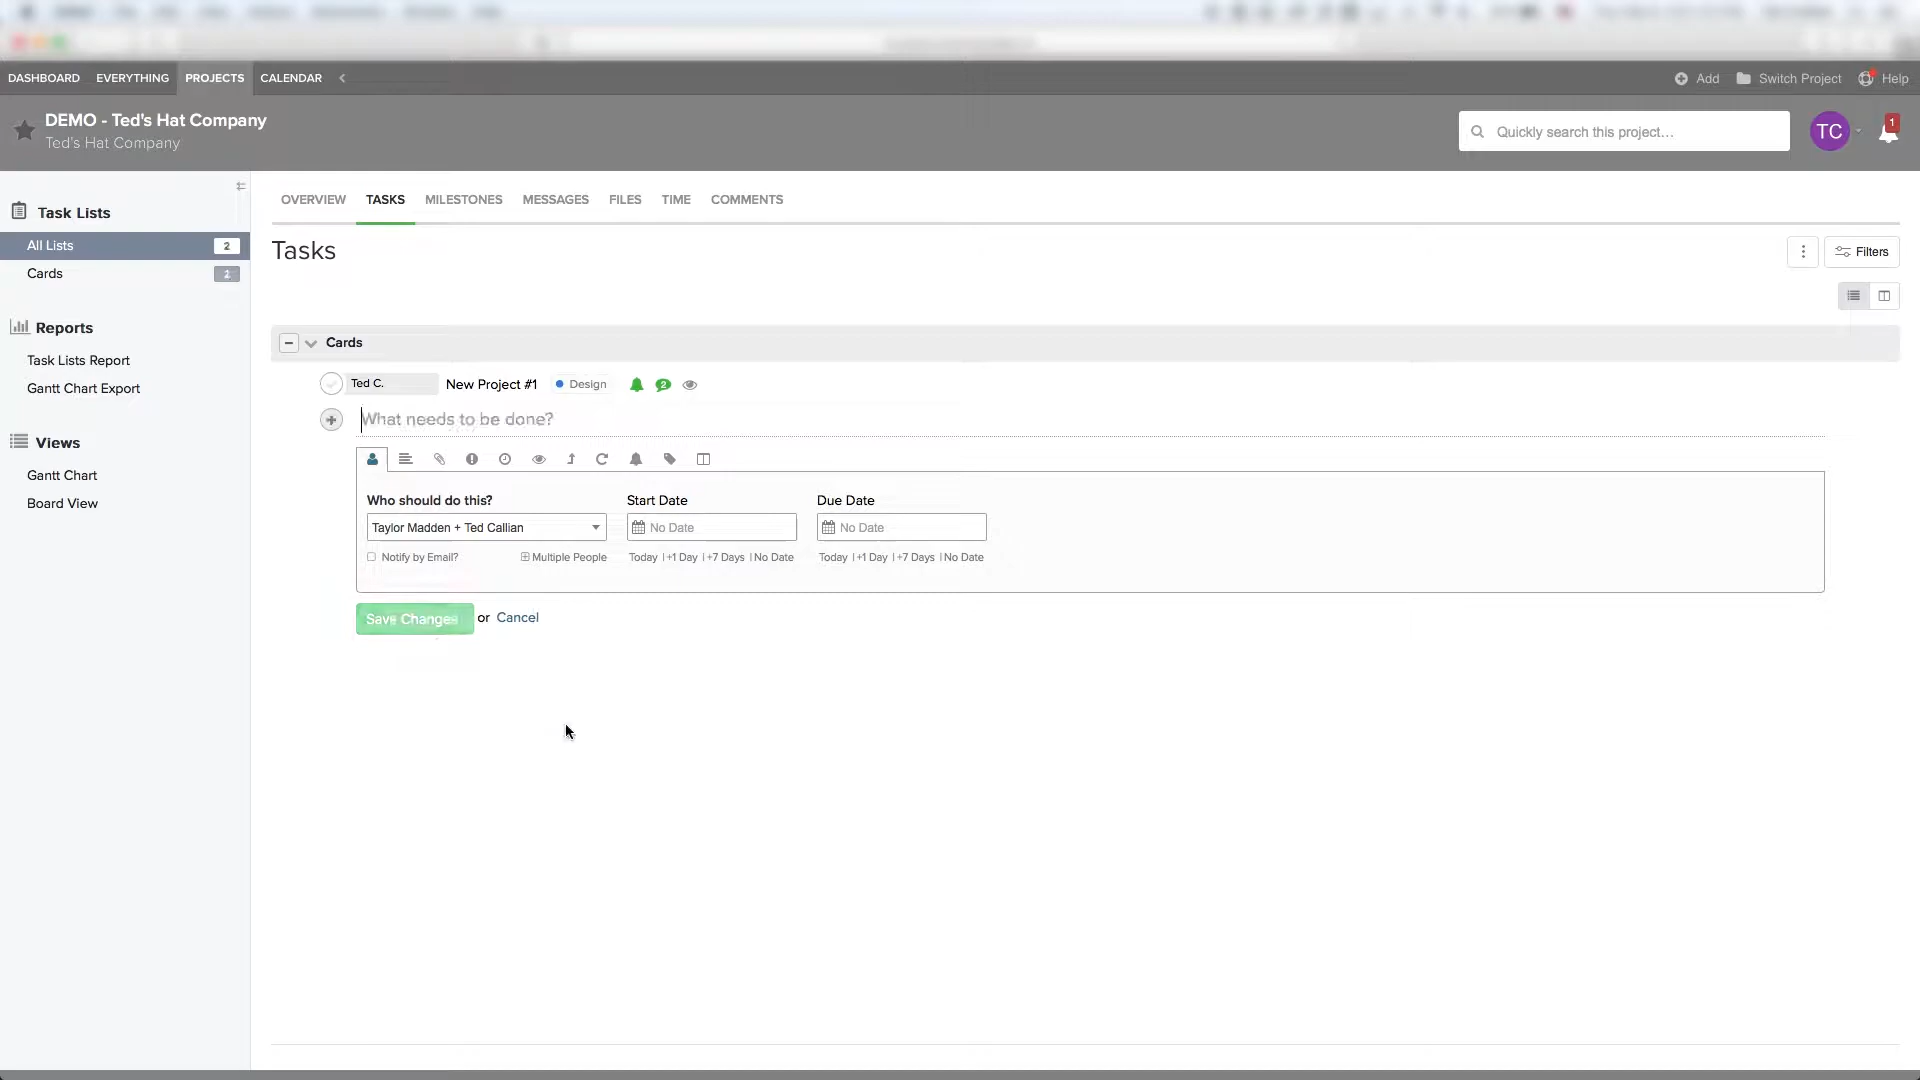 DASHBOARD EVERYTHING PROJECTS CALENDAR
Add Switch Project Help
DEMO - Ted's Hat Company
Ted's Hat Company
Quickly search this project...
TC
1
Task Lists
All Lists 2
Cards
Reports
Task Lists Report
Gantt Chart Export
Views
Gantt Chart
Board View
OVERVIEW TASKS MILESTONES MESSAGES FILES TIME COMMENTS
Tasks
Filters
Cards
Ted C. New Project #1 Design 2
What needs to be done?
Who should do this? Start Date Due Date
Taylor Madden + Ted Callian No Date No Date
Notify by Email? Multiple People Today | +1 Day | +7 Days | No Date Today | +1 Day | +7 Days | No Date
Save Changes or Cancel